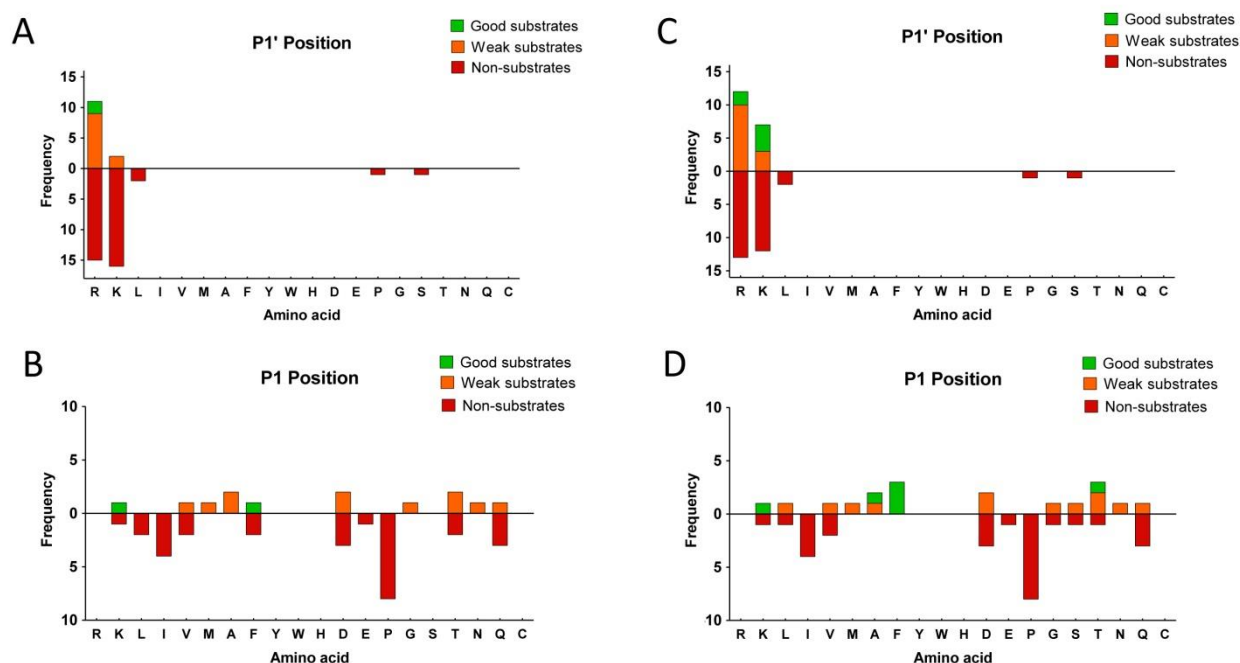 A
P1' Position
Good substrates
Weak substrates
Non-substrates
Frequency
15
10
5
0
5
10
15
R K L I V M A F Y W H D E P G S T N Q C
Amino acid
C
P1' Position
Good substrates
Weak substrates
Non-substrates
Frequency
15
10
5
0
5
10
15
R K L I V M A F Y W H D E P G S T N Q C
Amino acid
B
P1 Position
Good substrates
Weak substrates
Non-substrates
Frequency
10
5
0
5
10
R K L I V M A F Y W H D E P G S T N Q C
Amino acid
D
P1 Position
Good substrates
Weak substrates
Non-substrates
Frequency
10
5
0
5
10
R K L I V M A F Y W H D E P G S T N Q C
Amino acid